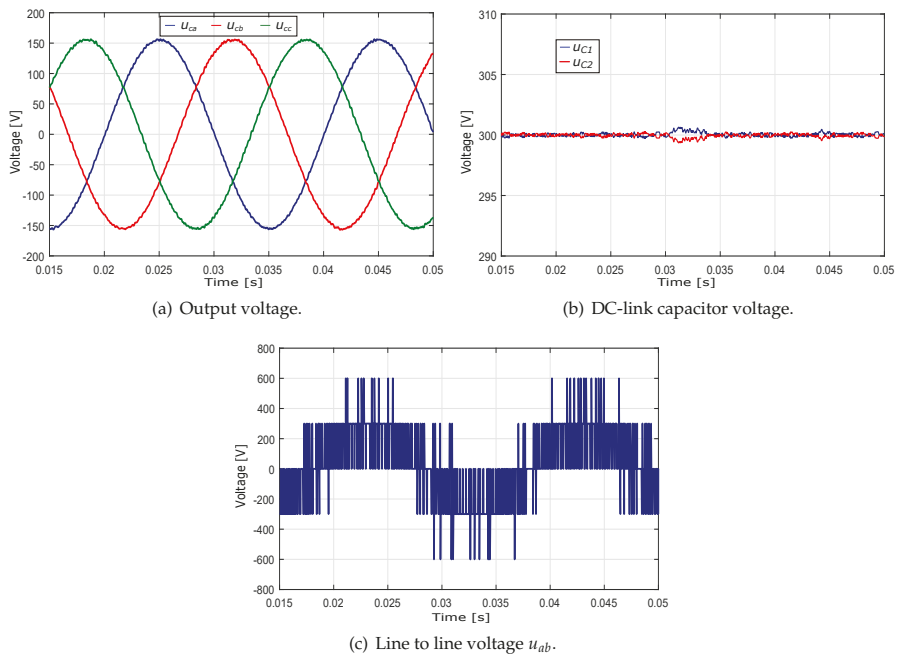 u_ca u_cb u_cc
Voltage [V]
200
150
100
50
0
-50
-100
-150
-200
0.015 0.02 0.025 0.03 0.035 0.04 0.045 0.05
Time [s]
(a) Output voltage.
u_C1
u_C2
Voltage [V]
310
305
300
295
290
0.015 0.02 0.025 0.03 0.035 0.04 0.045 0.05
Time [s]
(b) DC-link capacitor voltage.
Voltage [V]
800
600
400
200
0
-200
-400
-600
-800
0.015 0.02 0.025 0.03 0.035 0.04 0.045 0.05
Time [s]
(c) Line to line voltage u_ab.